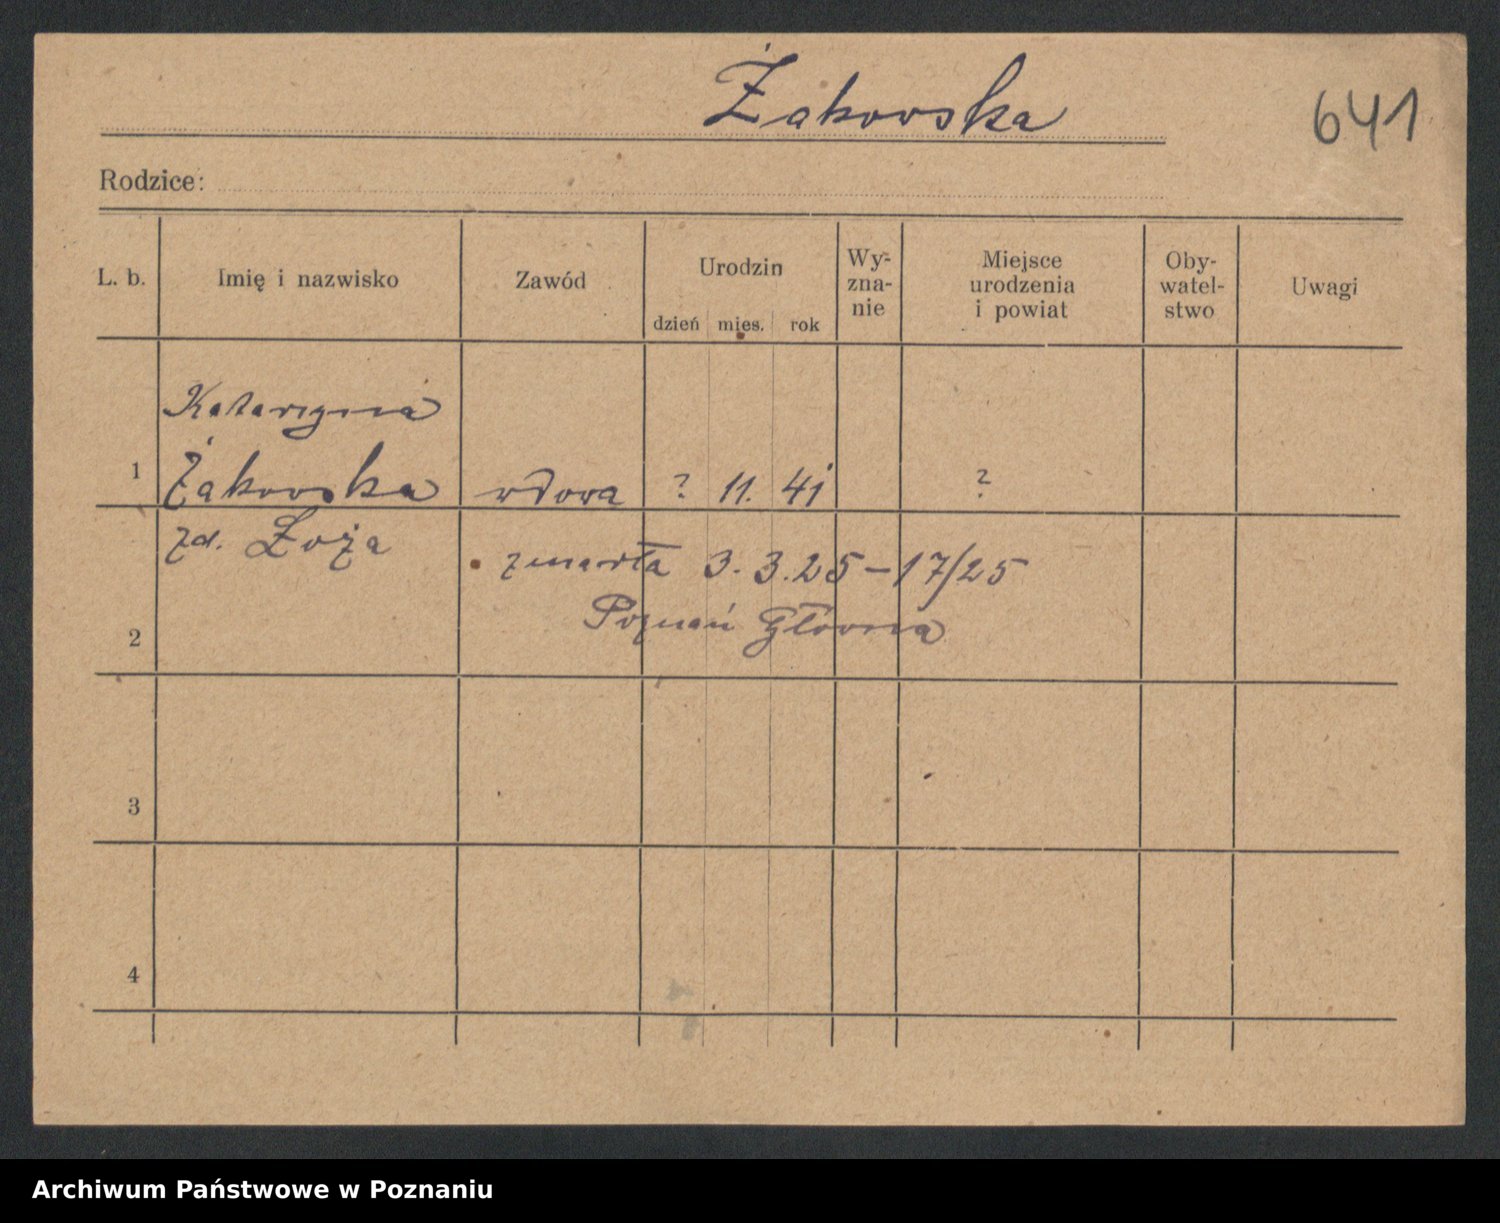 Żakowska
641
Rodzice:
L. b.
Imię i nazwisko
Zawód
Urodzin
dzień mies. rok
Wy-
zna-
nie
Miejsce
urodzenia
i powiat
Oby-
watel-
stwo
Uwagi
Katarzyna
1 Żakowska wdowa ? 11. 41 ?
zd. Łoża
zmarła 3.3.25 – 17/25
Poznań Główna
2
3
4
Archiwum Państwowe w Poznaniu